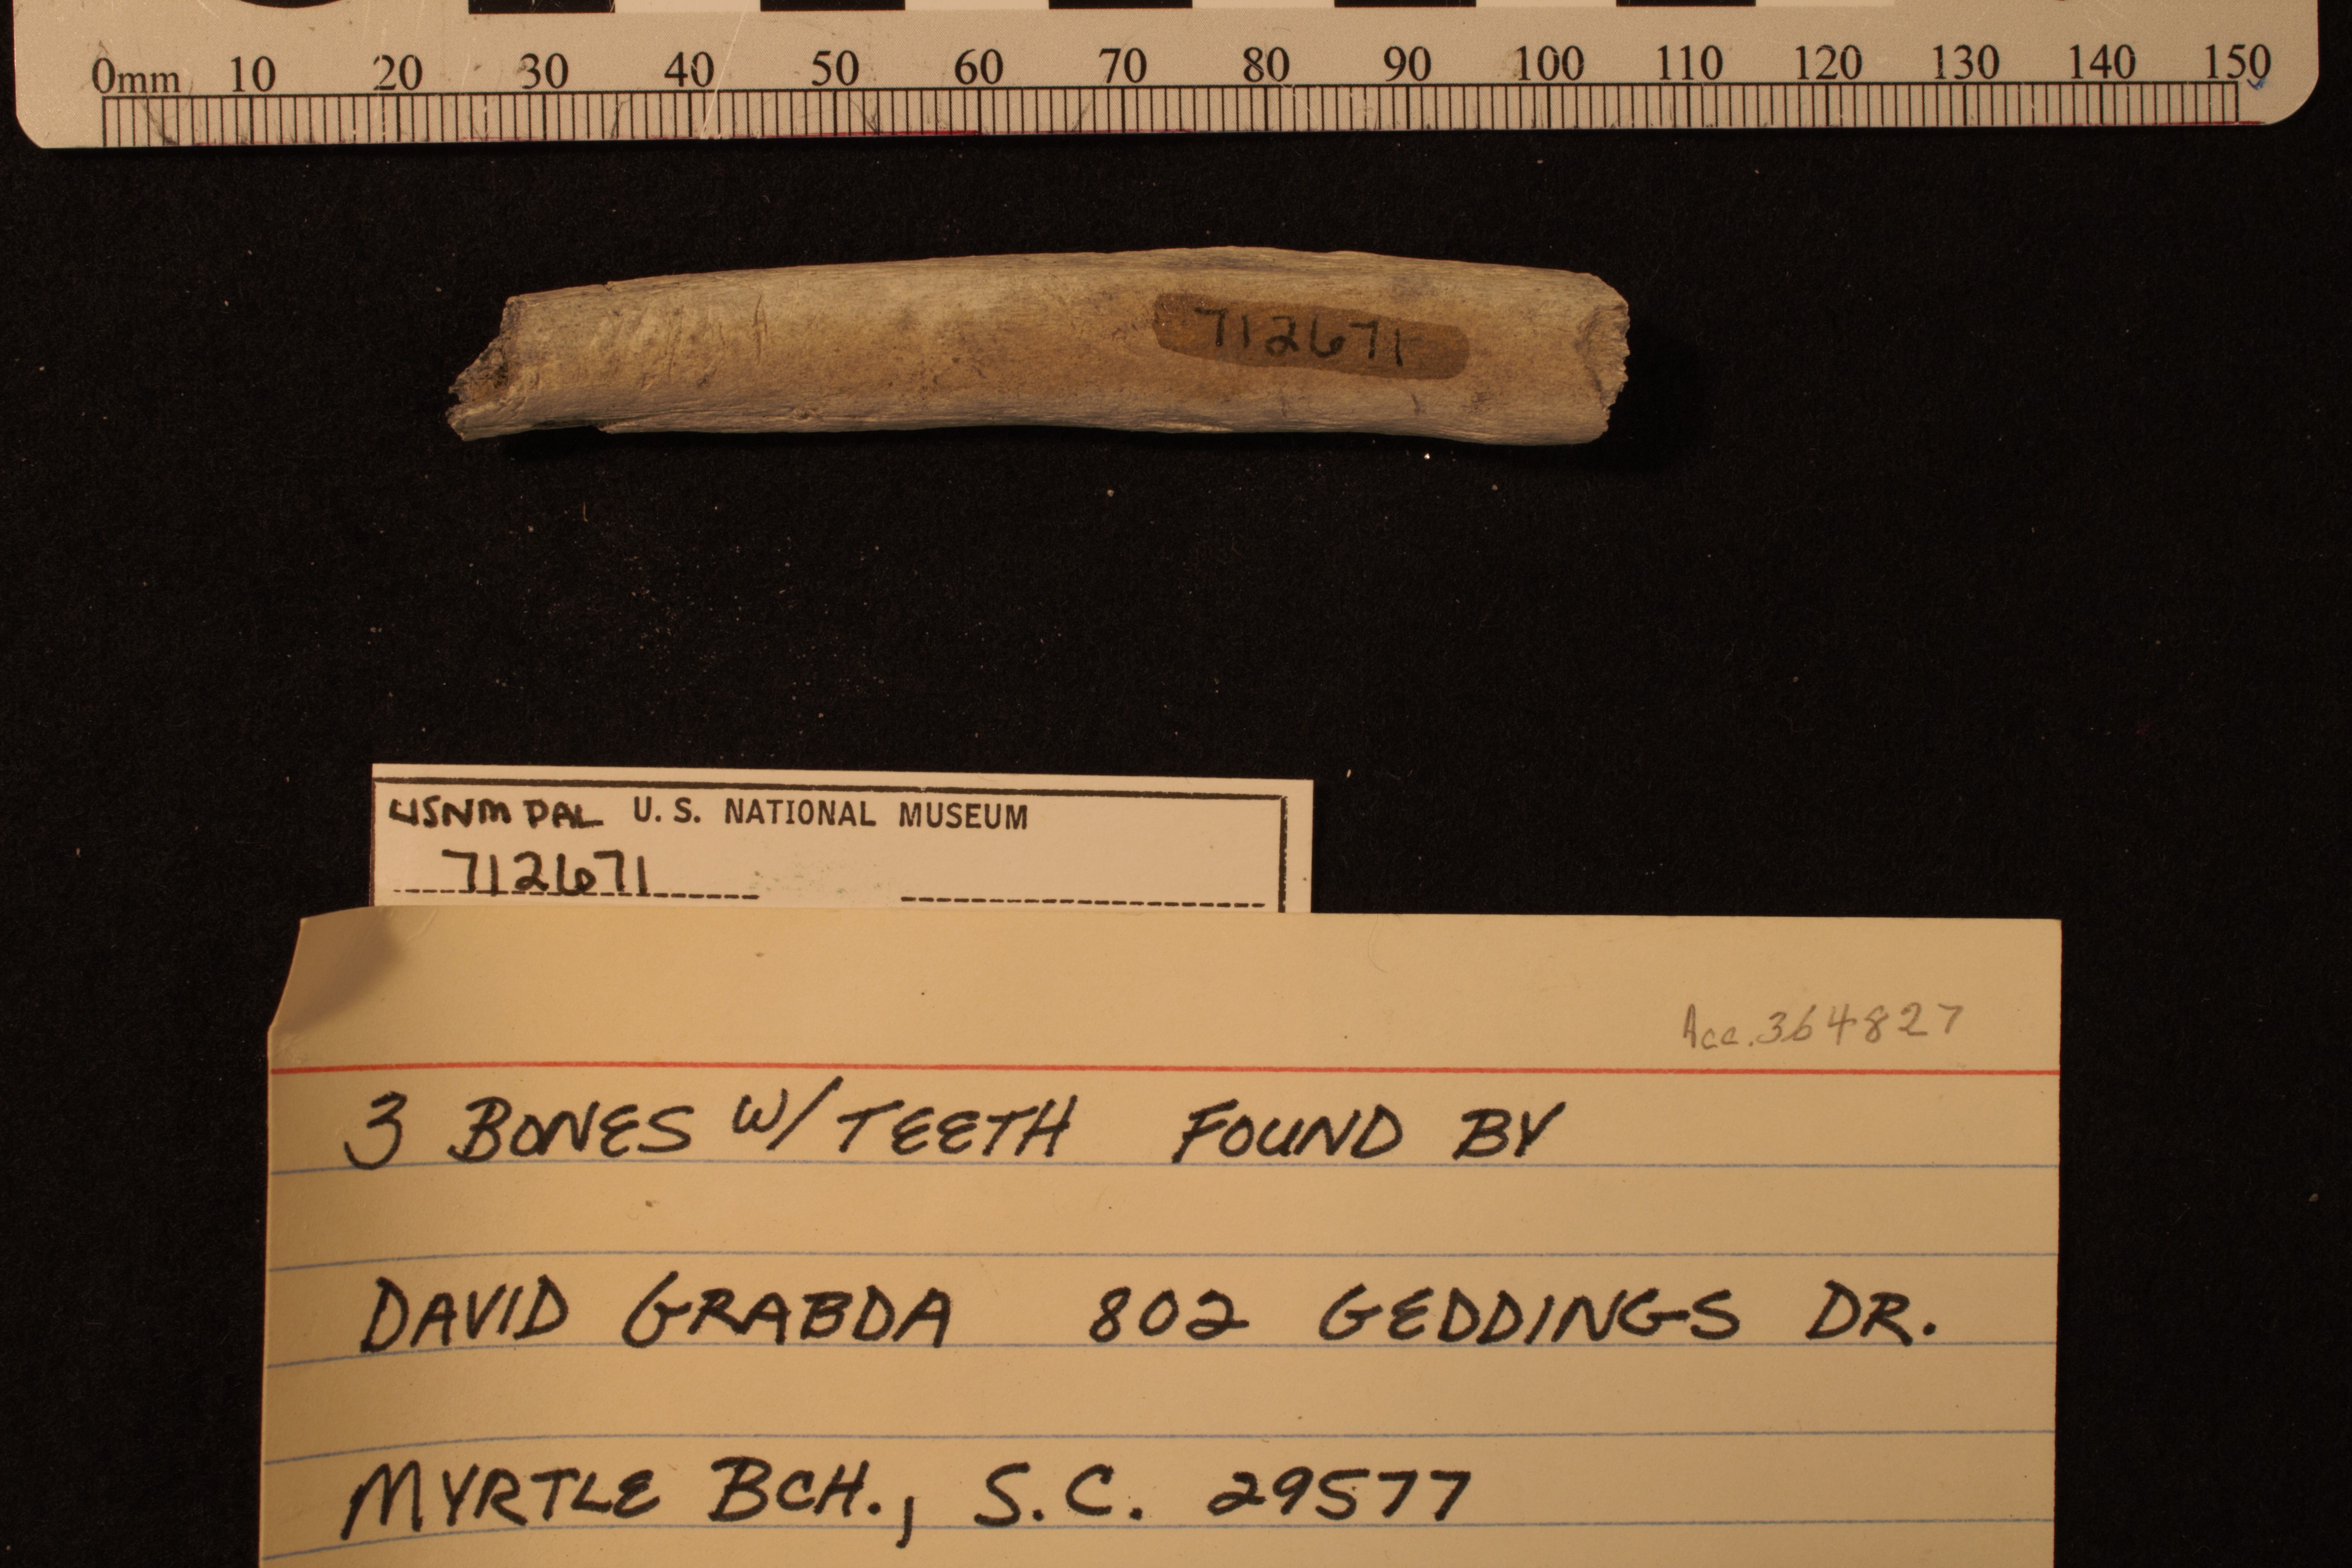 0mm 10 20 30 40 50 60 70 80 90 100 110 120 130 140 150
712671
USNM PAL U. S. NATIONAL MUSEUM
712671
Acc. 364827
3 BONES W/ TEETH FOUND BY
DAVID GRABDA 802 GEDDINGS DR.
MYRTLE BCH., S.C. 29577